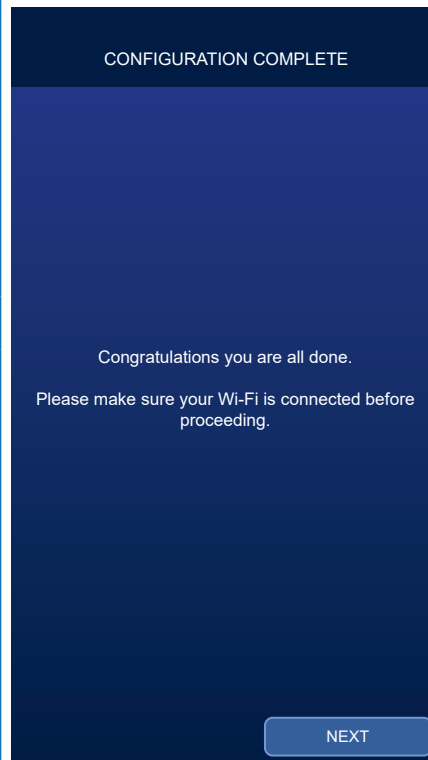 CONFIGURATION COMPLETE
Congratulations you are all done.
Please make sure your Wi-Fi is connected before
proceeding.
NEXT